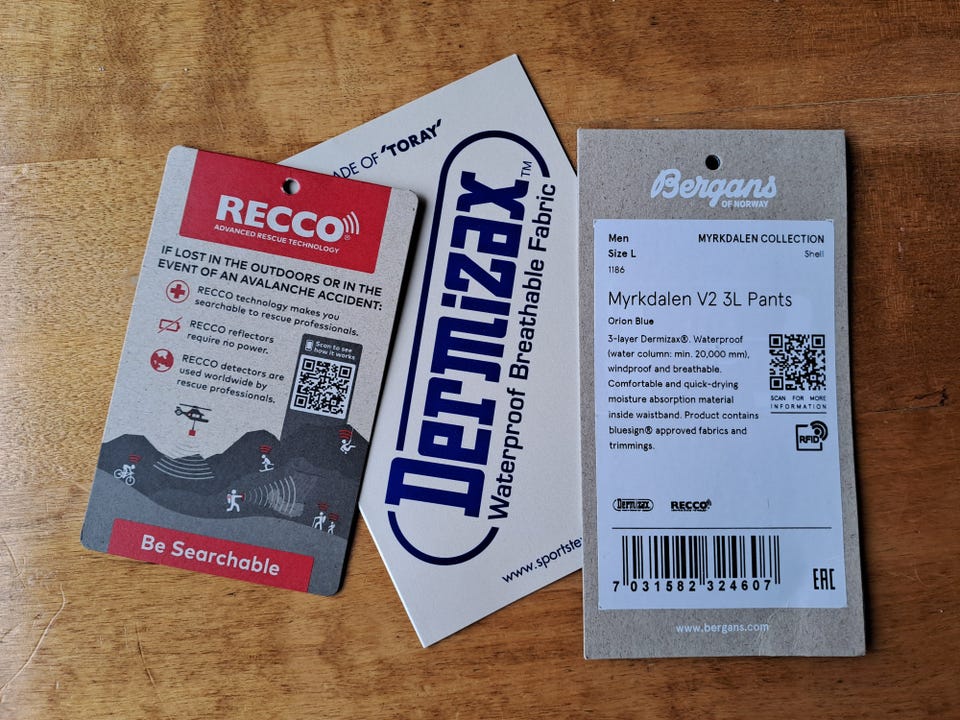 RECCO®
ADVANCED RESCUE TECHNOLOGY
IF LOST IN THE OUTDOORS OR IN THE
EVENT OF AN AVALANCHE ACCIDENT:
RECCO technology makes you
searchable to rescue professionals.
RECCO reflectors
require no power.
RECCO detectors are
used worldwide by
rescue professionals.
Scan to see
how it works
Be Searchable
ADE OF 'TORAY'
Dermizax™
Waterproof Breathable Fabric
www.sportste
Bergans
OF NORWAY
Men MYRKDALEN COLLECTION
Size L Shell
1186
Myrkdalen V2 3L Pants
Orion Blue
3-layer Dermizax®. Waterproof
(water column: min. 20,000 mm),
windproof and breathable.
Comfortable and quick-drying
moisture absorption material
inside waistband. Product contains
bluesign® approved fabrics and
trimmings.
SCAN FOR MORE
INFORMATION
RFID
Dermizax RECCO
7 031582 324607
EAC
www.bergans.com